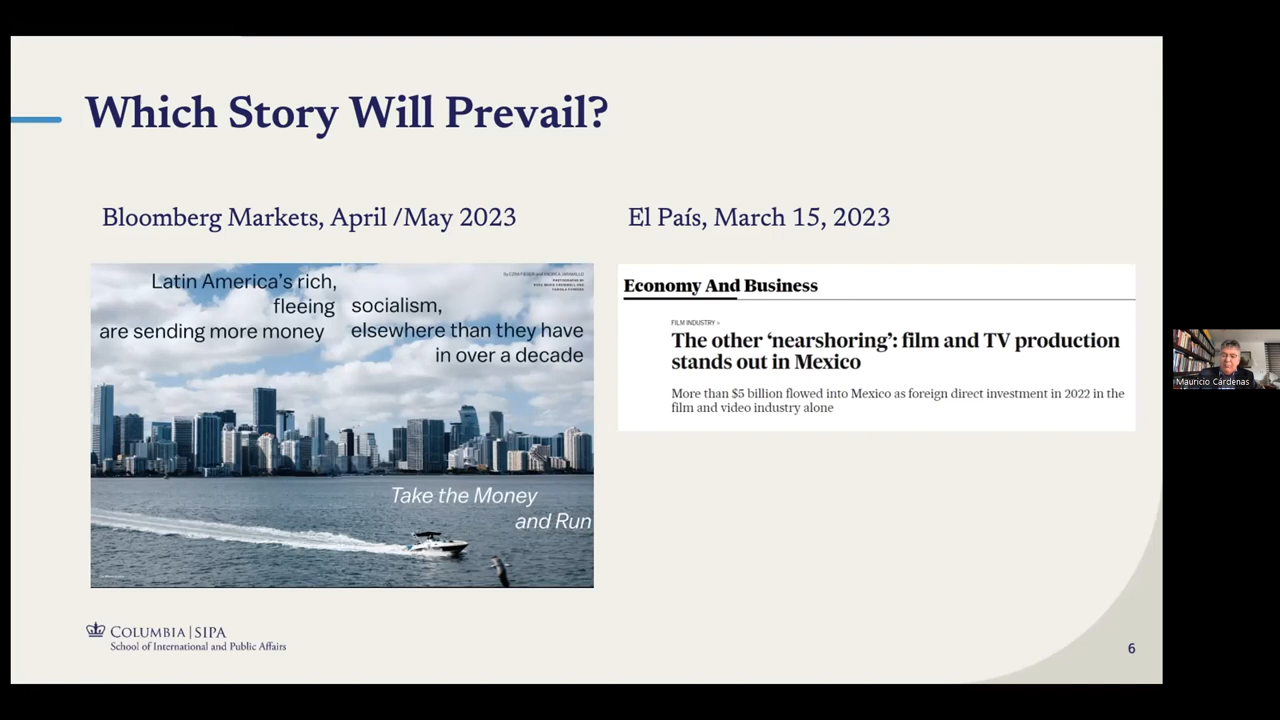 Which Story Will Prevail?
Bloomberg Markets, April /May 2023
Latin America's rich,
fleeing
socialism,
are sending more money
elsewhere than they have
in over a decade
Take the Money
and Run
El País, March 15, 2023
Economy And Business
FILM INDUSTRY >
The other ‘nearshoring’: film and TV production
stands out in Mexico
More than $5 billion flowed into Mexico as foreign direct investment in 2022 in the
film and video industry alone
COLUMBIA | SIPA
School of International and Public Affairs
6
Mauricio Cárdenas